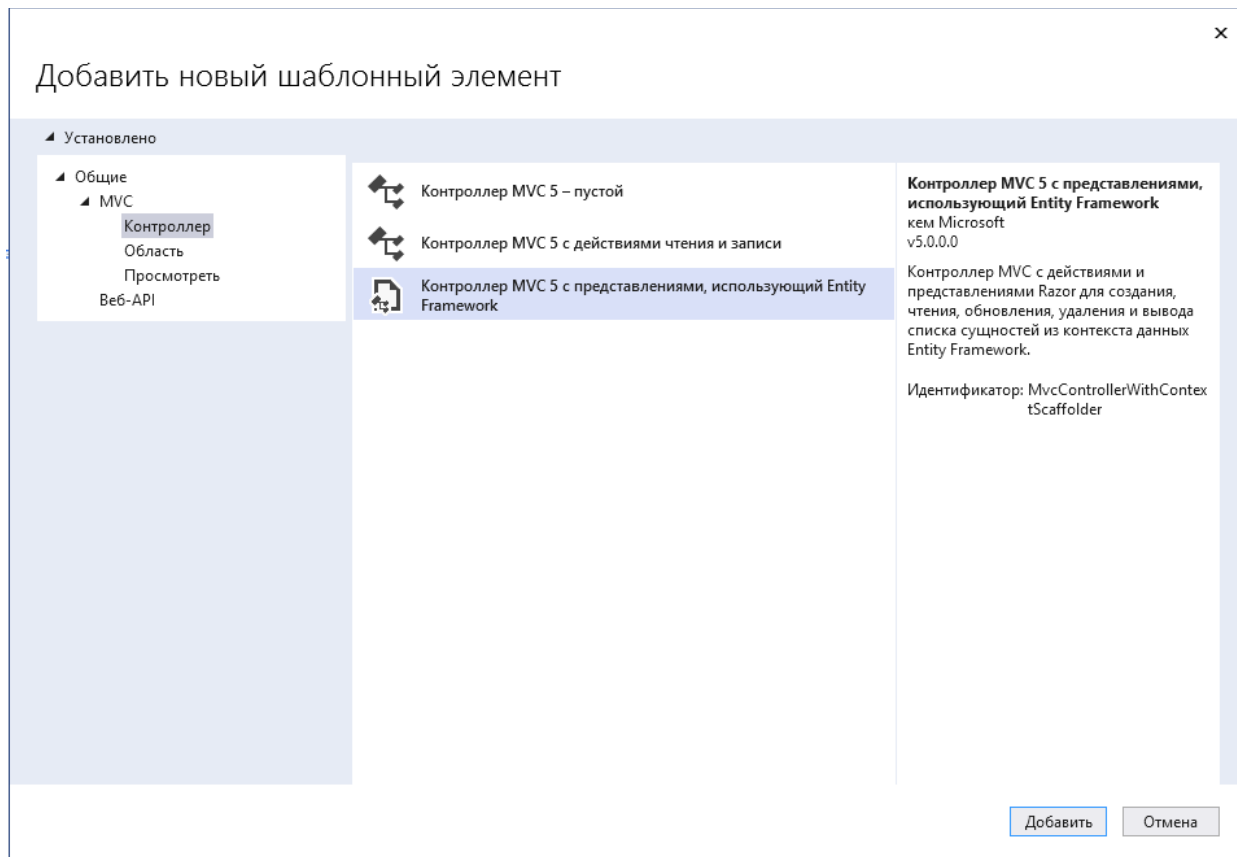 Добавить новый шаблонный элемент
Установлено
Общие
MVC
Контроллер
Область
Просмотреть
Веб-API
Контроллер MVC 5 – пустой
Контроллер MVC 5 с действиями чтения и записи
Контроллер MVC 5 с представлениями, использующий Entity
Framework
Контроллер MVC 5 с представлениями,
использующий Entity Framework
кем Microsoft
v5.0.0.0
Контроллер MVC с действиями и
представлениями Razor для создания,
чтения, обновления, удаления и вывода
списка сущностей из контекста данных
Entity Framework.
Идентификатор: MvcControllerWithContex
tScaffolder
Добавить
Отмена